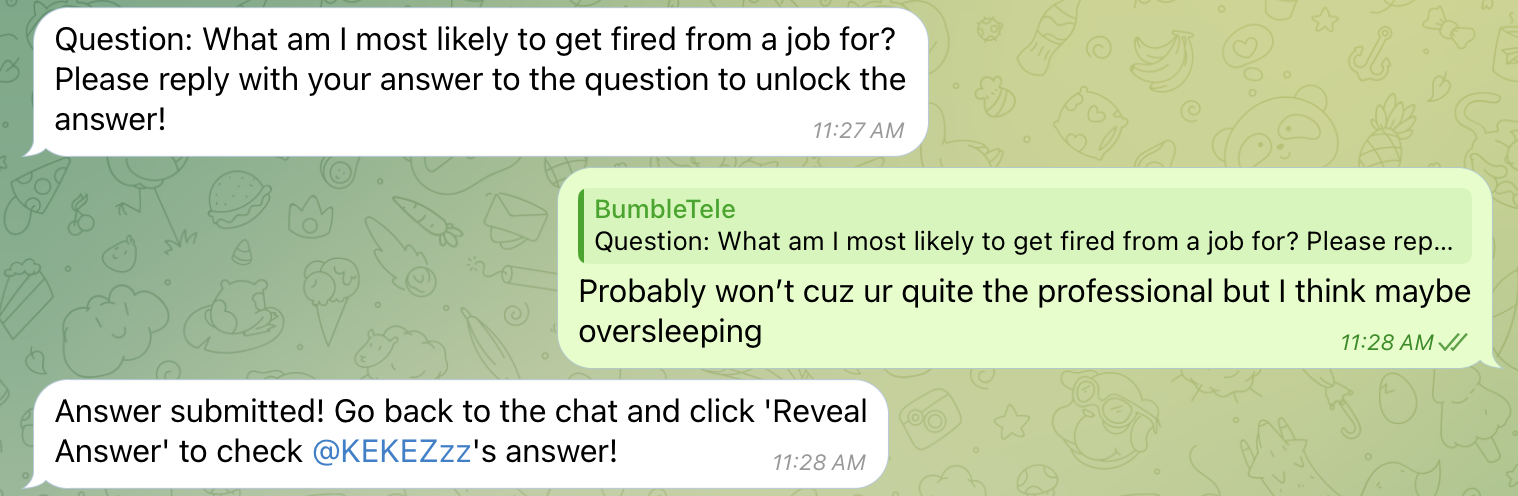 Question: What am I most likely to get fired from a job for?
Please reply with your answer to the question to unlock the
answer!
11:27 AM
BumbleTele
Question: What am I most likely to get fired from a job for? Please rep...
Probably won’t cuz ur quite the professional but I think maybe
oversleeping
11:28 AM
Answer submitted! Go back to the chat and click 'Reveal
Answer' to check @KEKEZzz's answer!
11:28 AM